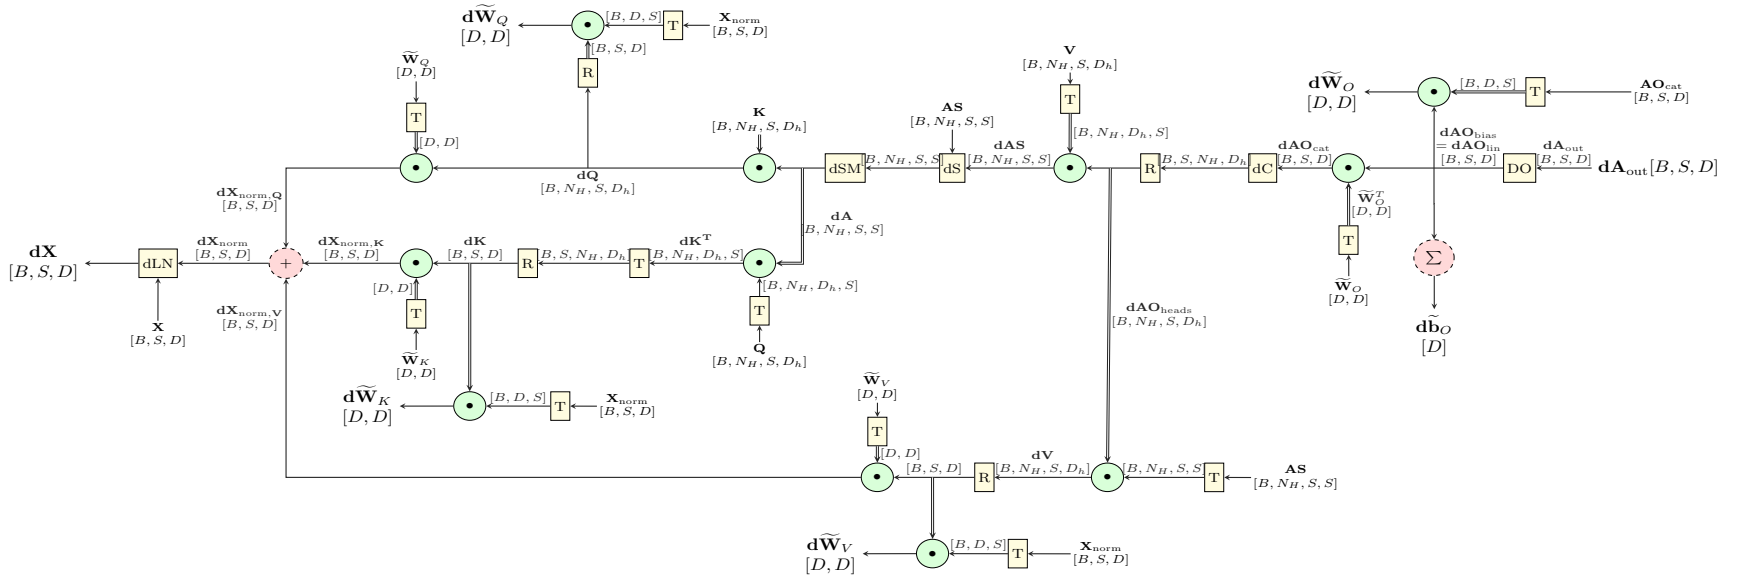 dW̃_Q
[D, D]
[B, D, S]
T
X_norm
[B, S, D]
[B, S, D]
R
W̃_Q
[D, D]
T
[D, D]
V
[B, N_H, S, D_h]
T
[B, N_H, D_h, S]
dW̃_O
[D, D]
[B, D, S]
T
AO_cat
[B, S, D]
K
[B, N_H, S, D_h]
AS
[B, N_H, S, S]
dQ
[B, N_H, S, D_h]
dSM
[B, N_H, S, S]
dS
dAS
[B, N_H, S, S]
R
[B, S, N_H, D_h]
dC
dAO_cat
[B, S, D]
dAO_bias
= dAO_lin
[B, S, D]
DO
dA_out
[B, S, D]
dA_out[B, S, D]
dX_norm,Q
[B, S, D]
dA
[B, N_H, S, S]
W̃_O^T
[D, D]
T
W̃_O
[D, D]
dX
[B, S, D]
dLN
dX_norm
[B, S, D]
+
dX_norm,K
[B, S, D]
dK
[B, S, D]
R
[B, S, N_H, D_h]
T
dK^T
[B, N_H, D_h, S]
Σ
X
[B, S, D]
dX_norm,V
[B, S, D]
[D, D]
T
W̃_K
[D, D]
[B, N_H, D_h, S]
T
Q
[B, N_H, S, D_h]
dAO_heads
[B, N_H, S, D_h]
db̃_O
[D]
dW̃_K
[D, D]
[B, D, S]
T
X_norm
[B, S, D]
W̃_V
[D, D]
T
[D, D]
[B, S, D]
R
dV
[B, N_H, S, D_h]
[B, N_H, S, S]
T
AS
[B, N_H, S, S]
dW̃_V
[D, D]
[B, D, S]
T
X_norm
[B, S, D]